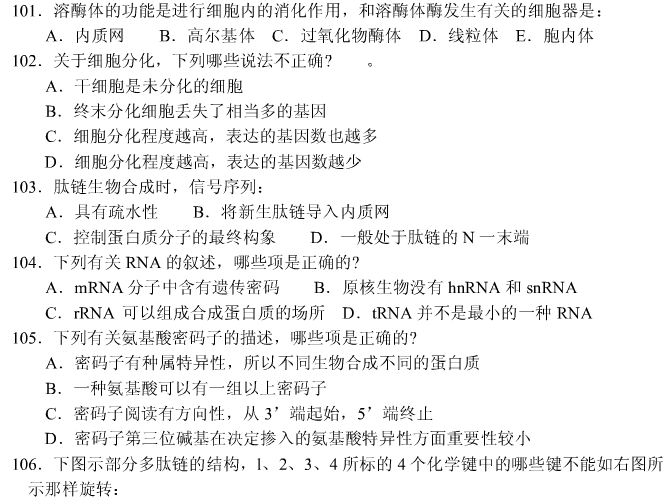 101．溶酶体的功能是进行细胞内的消化作用，和溶酶体酶发生有关的细胞器是：
A．内质网 B．高尔基体 C．过氧化物酶体 D．线粒体 E．胞内体
102．关于细胞分化，下列哪些说法不正确？ 。
A．干细胞是未分化的细胞
B．终末分化细胞丢失了相当多的基因
C．细胞分化程度越高，表达的基因数也越多
D．细胞分化程度越高，表达的基因数越少
103．肽链生物合成时，信号序列：
A．具有疏水性 B．将新生肽链导入内质网
C．控制蛋白质分子的最终构象 D．一般处于肽链的 N 一末端
104．下列有关 RNA 的叙述，哪些项是正确的？
A．mRNA 分子中含有遗传密码 B．原核生物没有 hnRNA 和 snRNA
C．rRNA 可以组成合成蛋白质的场所 D．tRNA 并不是最小的一种 RNA
105．下列有关氨基酸密码子的描述，哪些项是正确的？
A．密码子有种属特异性，所以不同生物合成不同的蛋白质
B．一种氨基酸可以有一组以上密码子
C．密码子阅读有方向性，从 3’端起始，5’端终止
D．密码子第三位碱基在决定掺入的氨基酸特异性方面重要性较小
106．下图示部分多肽链的结构，l、2、3、4 所标的 4 个化学键中的哪些键不能如右图所
示那样旋转：